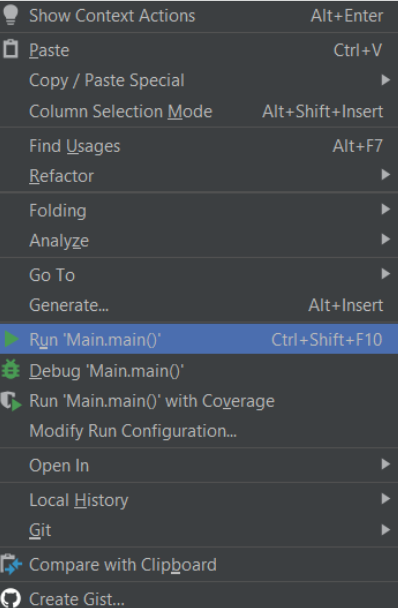 Show Context Actions Alt+Enter
Paste Ctrl+V
Copy / Paste Special
Column Selection Mode Alt+Shift+Insert
Find Usages Alt+F7
Refactor
Folding
Analyze
Go To
Generate... Alt+Insert
Run 'Main.main()' Ctrl+Shift+F10
Debug 'Main.main()'
Run 'Main.main()' with Coverage
Modify Run Configuration...
Open In
Local History
Git
Compare with Clipboard
Create Gist...